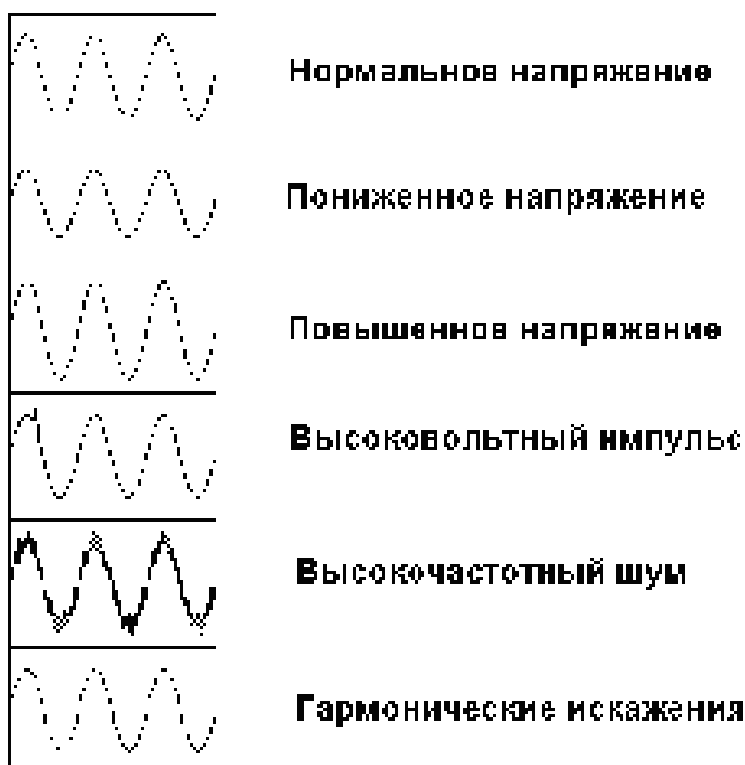 Нормальное напряжение
Пониженное напряжение
Повышенное напряжение
Высоковольтный импульс
Высокочастотный шум
Гармонические искажения